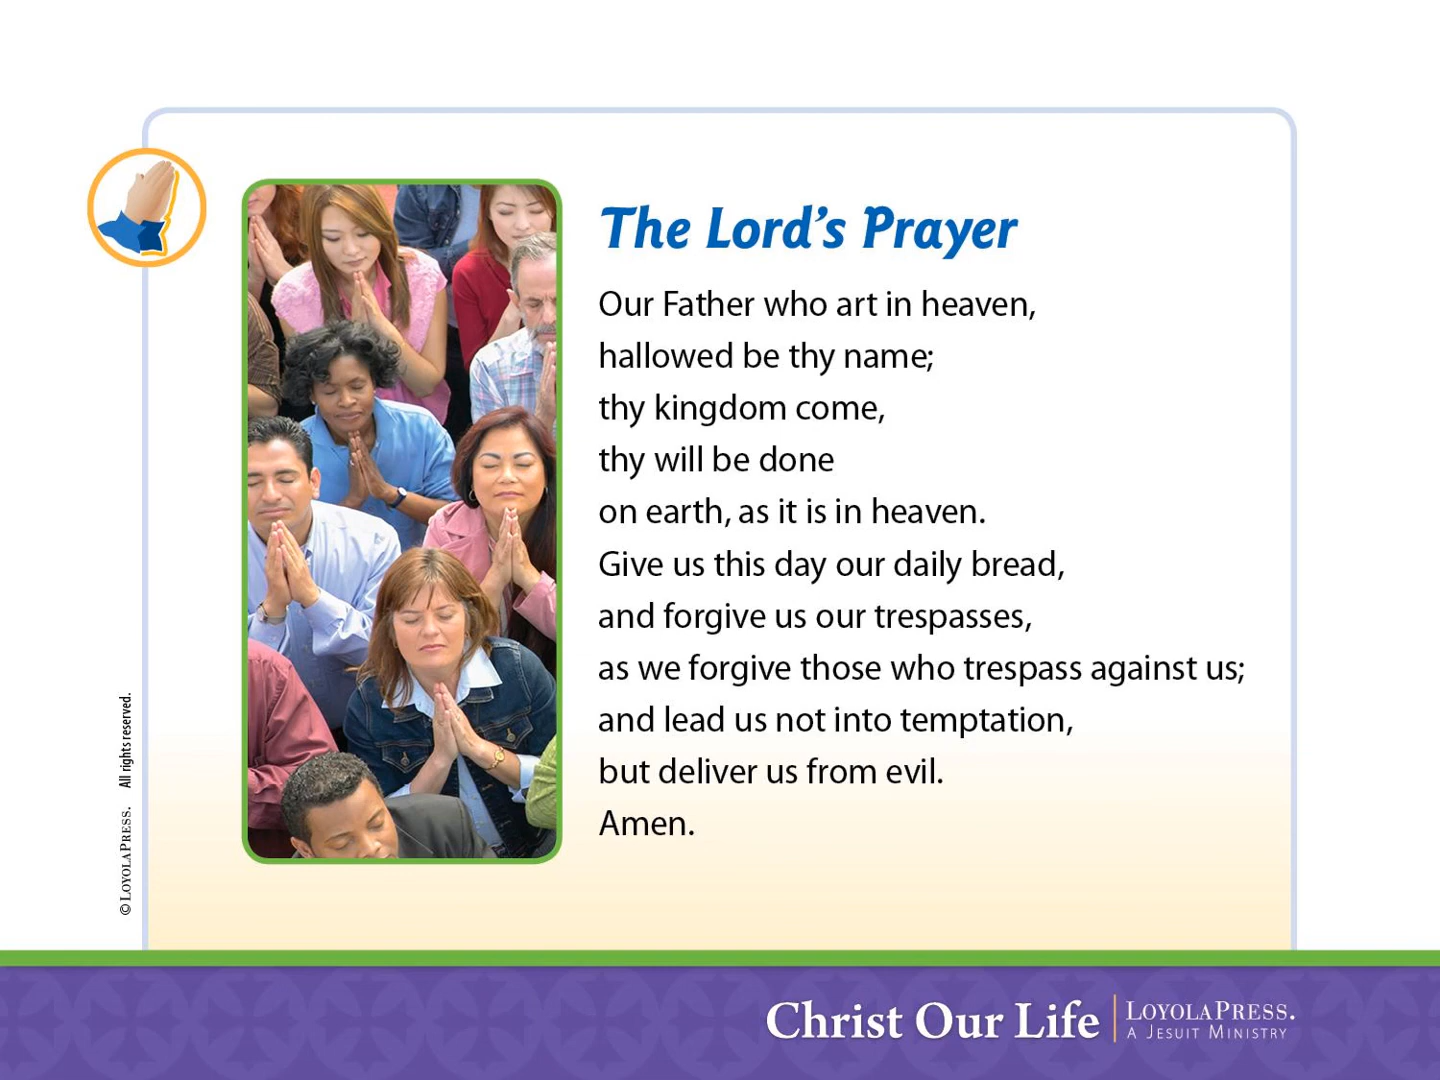 The Lord's Prayer
Our Father who art in heaven,
hallowed be thy name;
thy kingdom come,
thy will be done
on earth, as it is in heaven.
Give us this day our daily bread,
and forgive us our trespasses,
as we forgive those who trespass against us;
and lead us not into temptation,
but deliver us from evil.
Amen.
© LOYOLAPRESS. All rights reserved.
Christ Our Life
LOYOLAPRESS.
A JESUIT MINISTRY